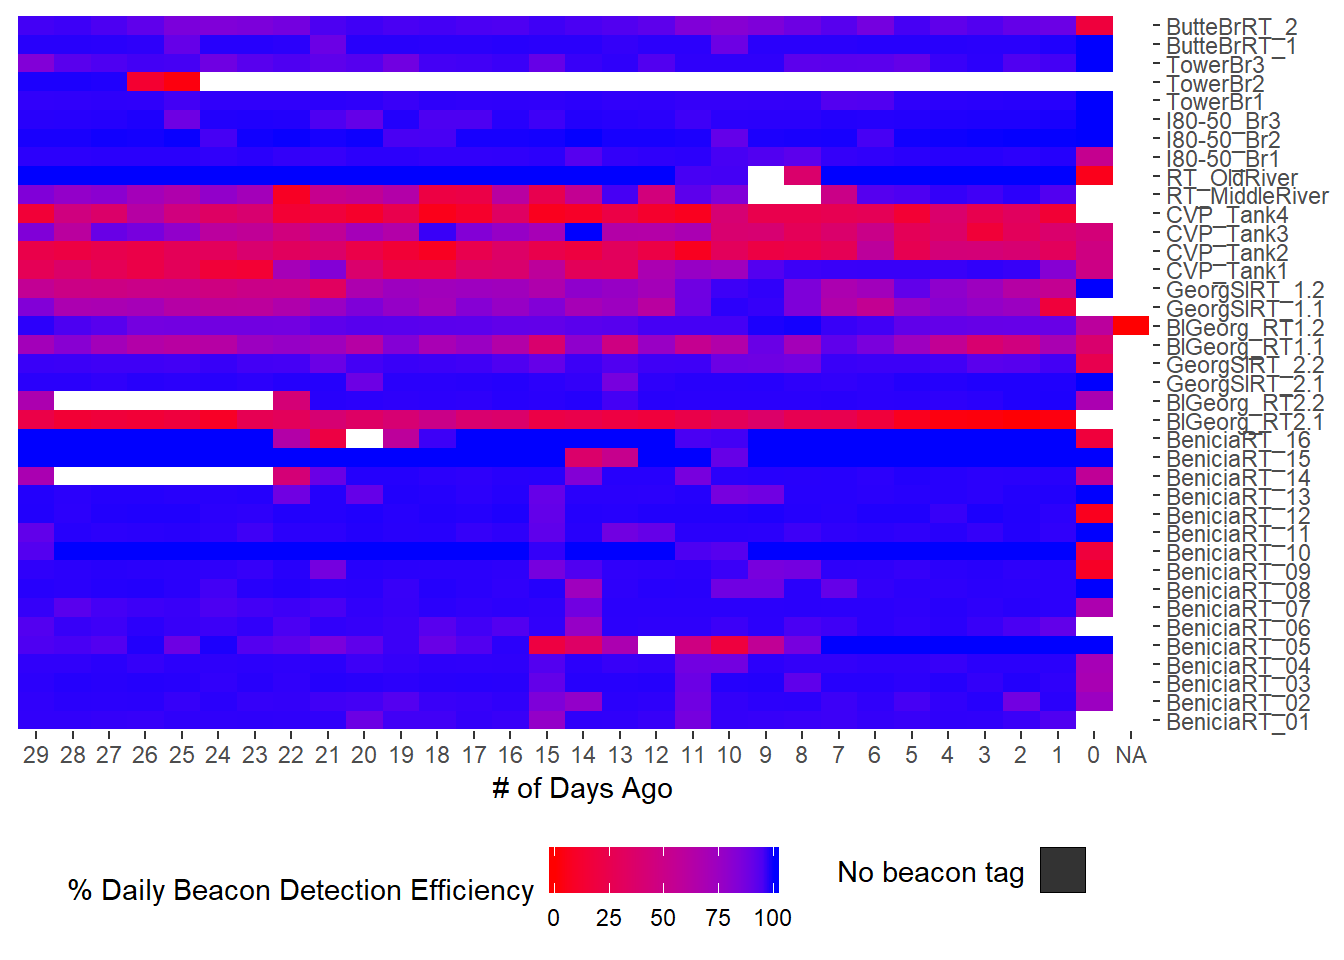 ButteBrRT_2
ButteBrRT_1
TowerBr3
TowerBr2
TowerBr1
I80-50_Br3
I80-50_Br2
I80-50_Br1
RT_OldRiver
RT_MiddleRiver
CVP_Tank4
CVP_Tank3
CVP_Tank2
CVP_Tank1
GeorgSlRT_1.2
GeorgSlRT_1.1
BlGeorg_RT1.2
BlGeorg_RT1.1
GeorgSlRT_2.2
GeorgSlRT_2.1
BlGeorg_RT2.2
BlGeorg_RT2.1
BeniciaRT_16
BeniciaRT_15
BeniciaRT_14
BeniciaRT_13
BeniciaRT_12
BeniciaRT_11
BeniciaRT_10
BeniciaRT_09
BeniciaRT_08
BeniciaRT_07
BeniciaRT_06
BeniciaRT_05
BeniciaRT_04
BeniciaRT_03
BeniciaRT_02
BeniciaRT_01
29 28 27 26 25 24 23 22 21 20 19 18 17 16 15 14 13 12 11 10 9 8 7 6 5 4 3 2 1 0 NA
# of Days Ago
% Daily Beacon Detection Efficiency
0 25 50 75 100
No beacon tag